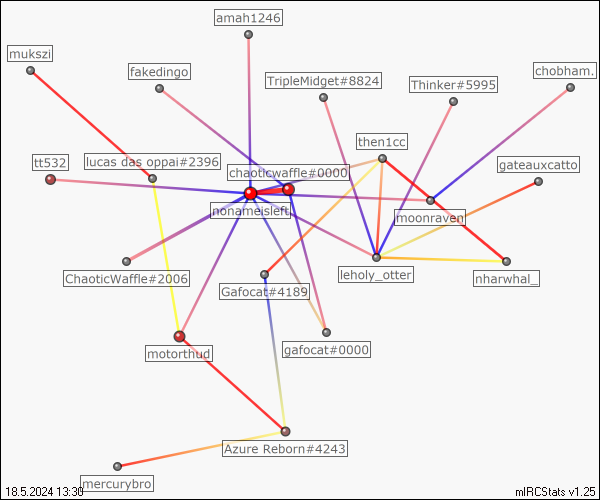 amah1246
mukszi
fakedingo
TripleMidget#8824
Thinker#5995
chobham.
then1cc
tt532
lucas das oppai#2396
chaoticwaffle#0000
gateauxcatto
nonameisleft
moonraven
ChaoticWaffle#2006
Gafocat#4189
leholy_otter
nharwhal_
motorthud
gafocat#0000
Azure Reborn#4243
mercurybro
18.5.2024 13:30
mIRCStats v1.25